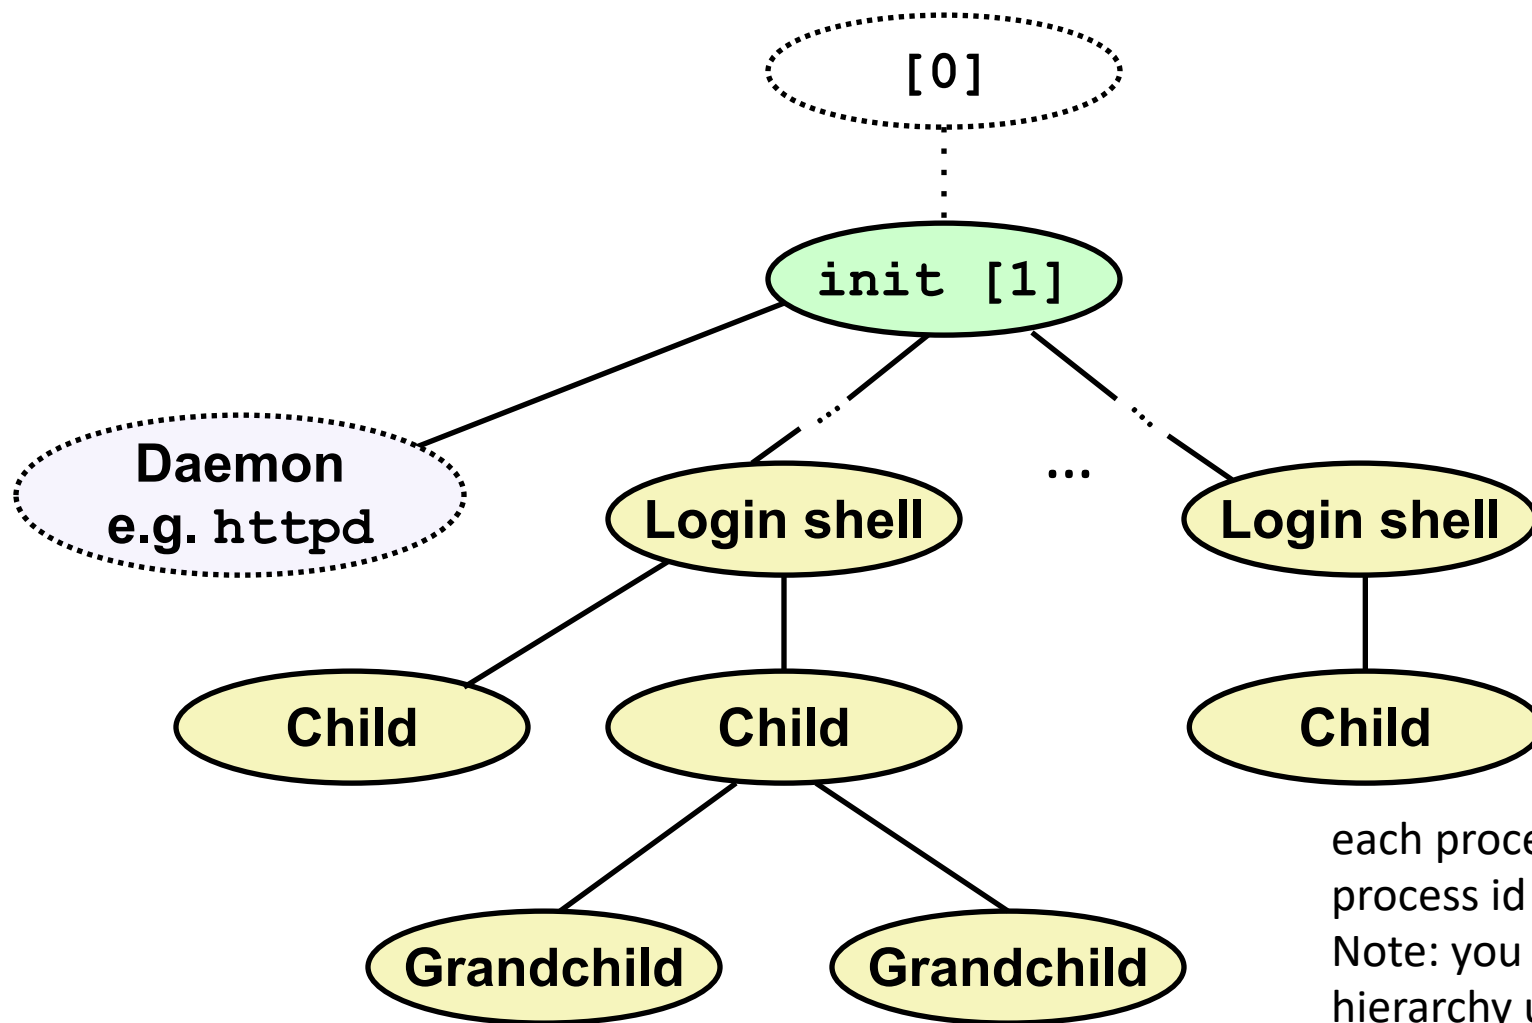 [0]
init [1]
Daemon
e.g. httpd
...
...
...
Login shell
Login shell
Child
Child
Child
each
process id
Note: you
hierarchy
Grandchild
Grandchild